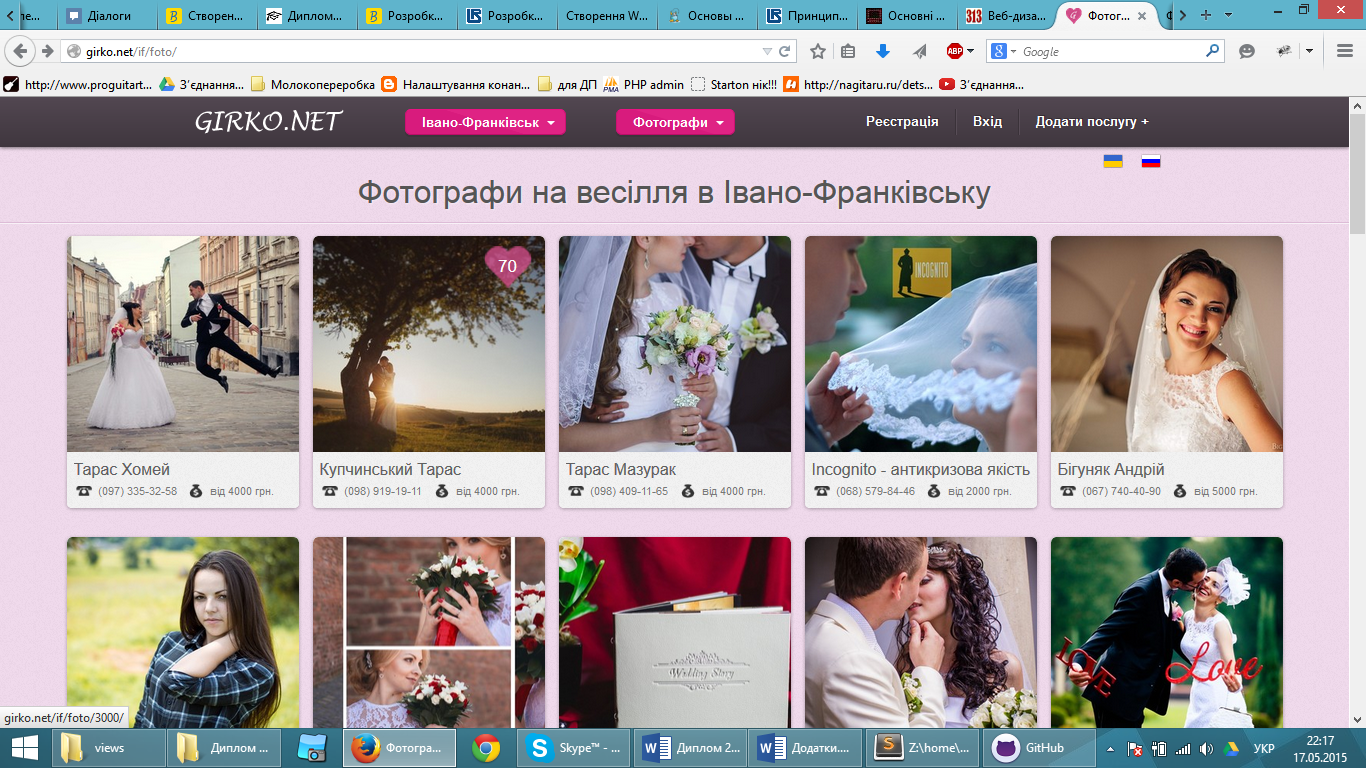 ле...
Діалоги
Створен...
Диплом...
Розробк...
Розробк...
Створення W...
Основы ...
Принцип...
Основні ...
313
Веб-диза...
Фотог...
girko.net/if/foto/
ABP
Google
http://www.proguitart...
З’єднання...
Молокопереробка
Налаштування конан...
для ДП
PMA
PHP admin
Starton нік!!!
http://nagitaru.ru/dets...
З’єднання...
GIRKO.NET
Івано-Франківськ
Фотографи
Реєстрація
Вхід
Додати послугу +
Фотографи на весілля в Івано-Франківську
70
INCOGNITO
Тарас Хомей
(097) 335-32-58
від 4000 грн.
Купчинський Тарас
(098) 919-19-11
від 4000 грн.
Тарас Мазурак
(098) 409-11-65
від 4000 грн.
Incognito - антикризова якість
(068) 579-84-46
від 2000 грн.
Бігуняк Андрій
(067) 740-40-90
від 5000 грн.
Wedding Story
LOVE
Love
girko.net/if/foto/3000/
views
Диплом ...
Фотогра...
Skype™ - ...
Диплом 2...
Додатки....
Z:\home\...
GitHub
УКР
22:17
17.05.2015